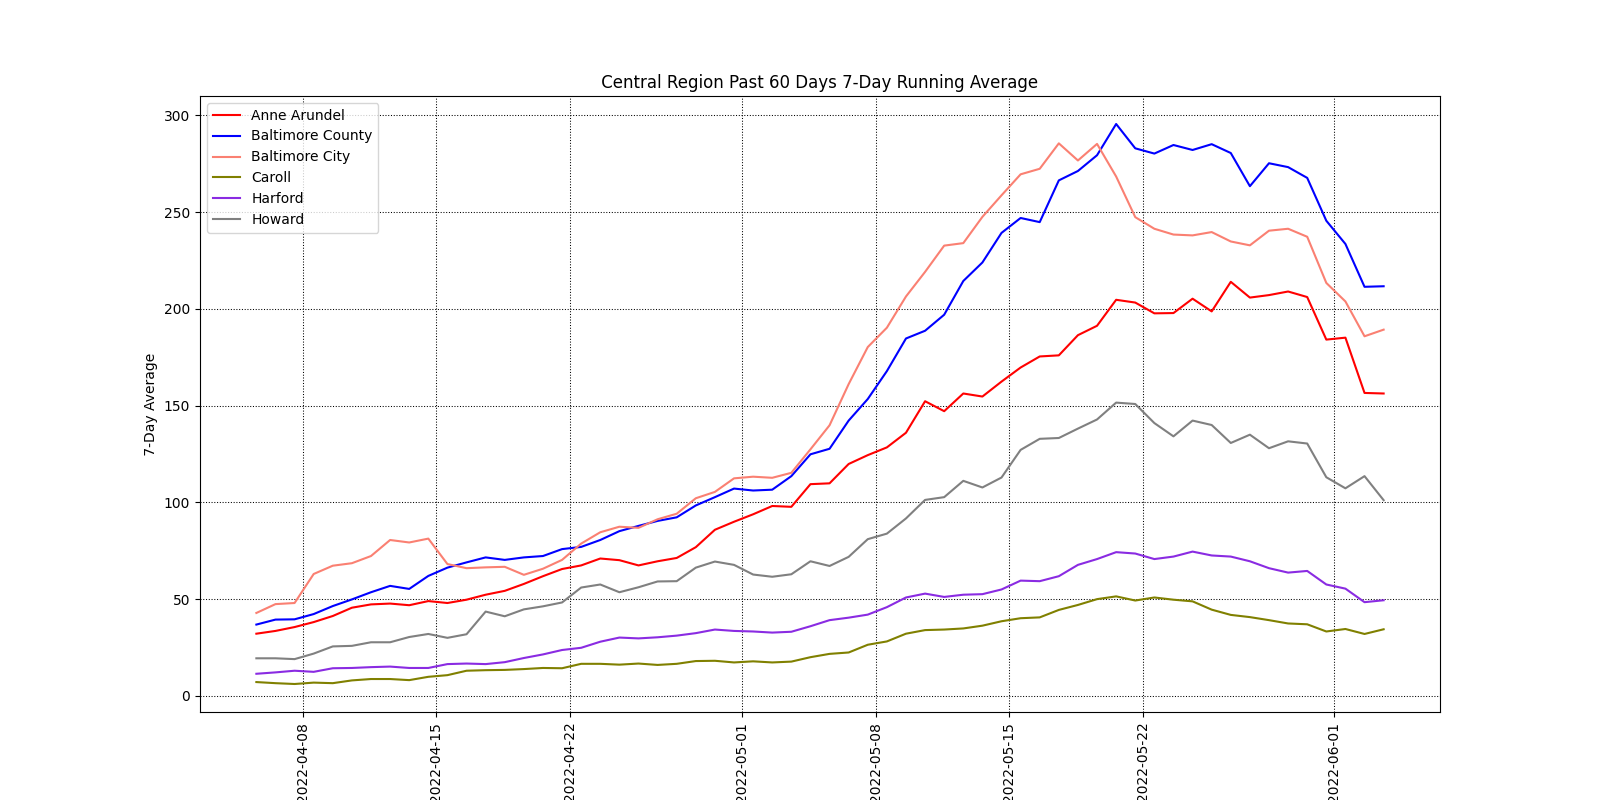 Central Region Past 60 Days 7-Day Running Average
300
250
200
150
100
50
0
7-Day Average
Anne Arundel
Baltimore County
Baltimore City
Caroll
Harford
Howard
2022-04-08
2022-04-15
2022-04-22
2022-05-01
2022-05-08
2022-05-15
2022-05-22
2022-06-01